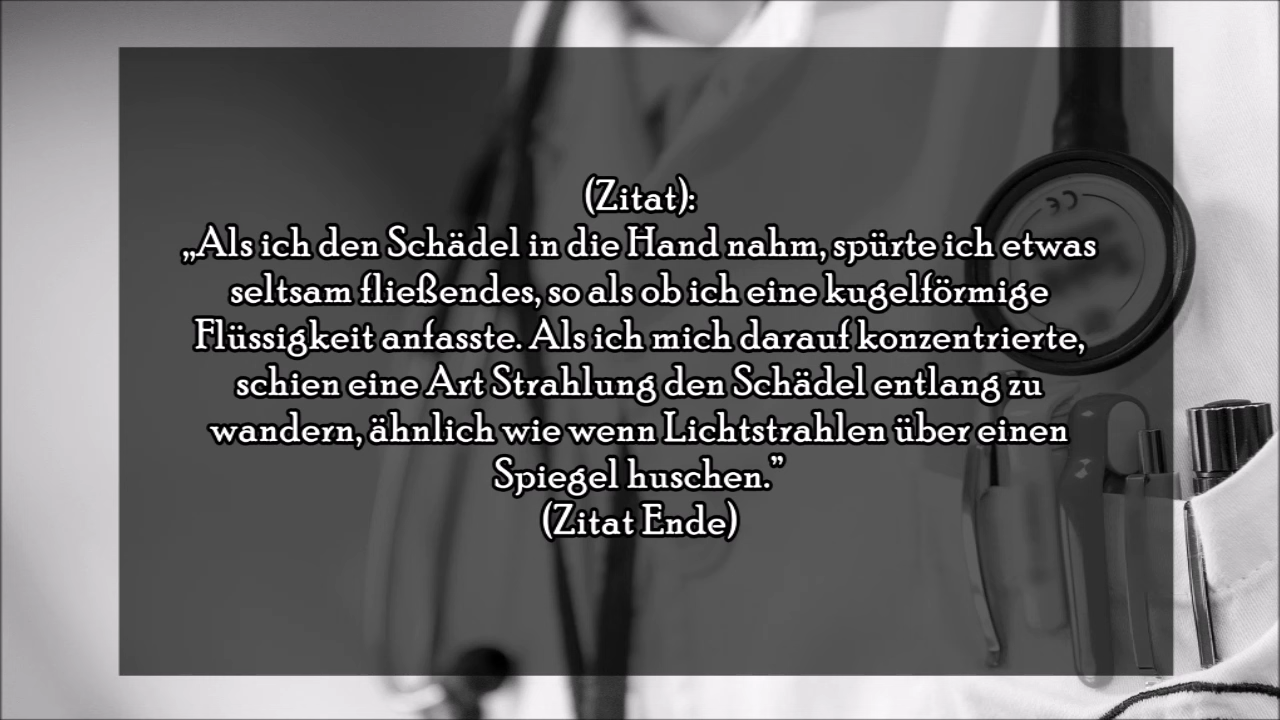 (Zitat):
„Als ich den Schädel in die Hand nahm, spürte ich etwas
seltsam fließendes, so als ob ich eine kugelförmige
Flüssigkeit anfasste. Als ich mich darauf konzentrierte,
schien eine Art Strahlung den Schädel entlang zu
wandern, ähnlich wie wenn Lichtstrahlen über einen
Spiegel huschen.”
(Zitat Ende)
CE